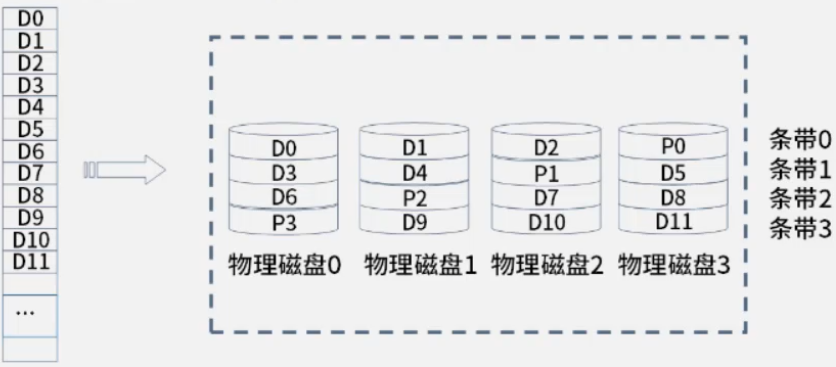 D0
D1
D2
D3
D4
D5
D6
D7
D8
D9
D10
D11
...
D0 D1 D2 P0 条带0
D3 D4 P1 D5 条带1
D6 P2 D7 D8 条带2
P3 D9 D10 D11 条带3
物理磁盘0 物理磁盘1 物理磁盘2 物理磁盘3